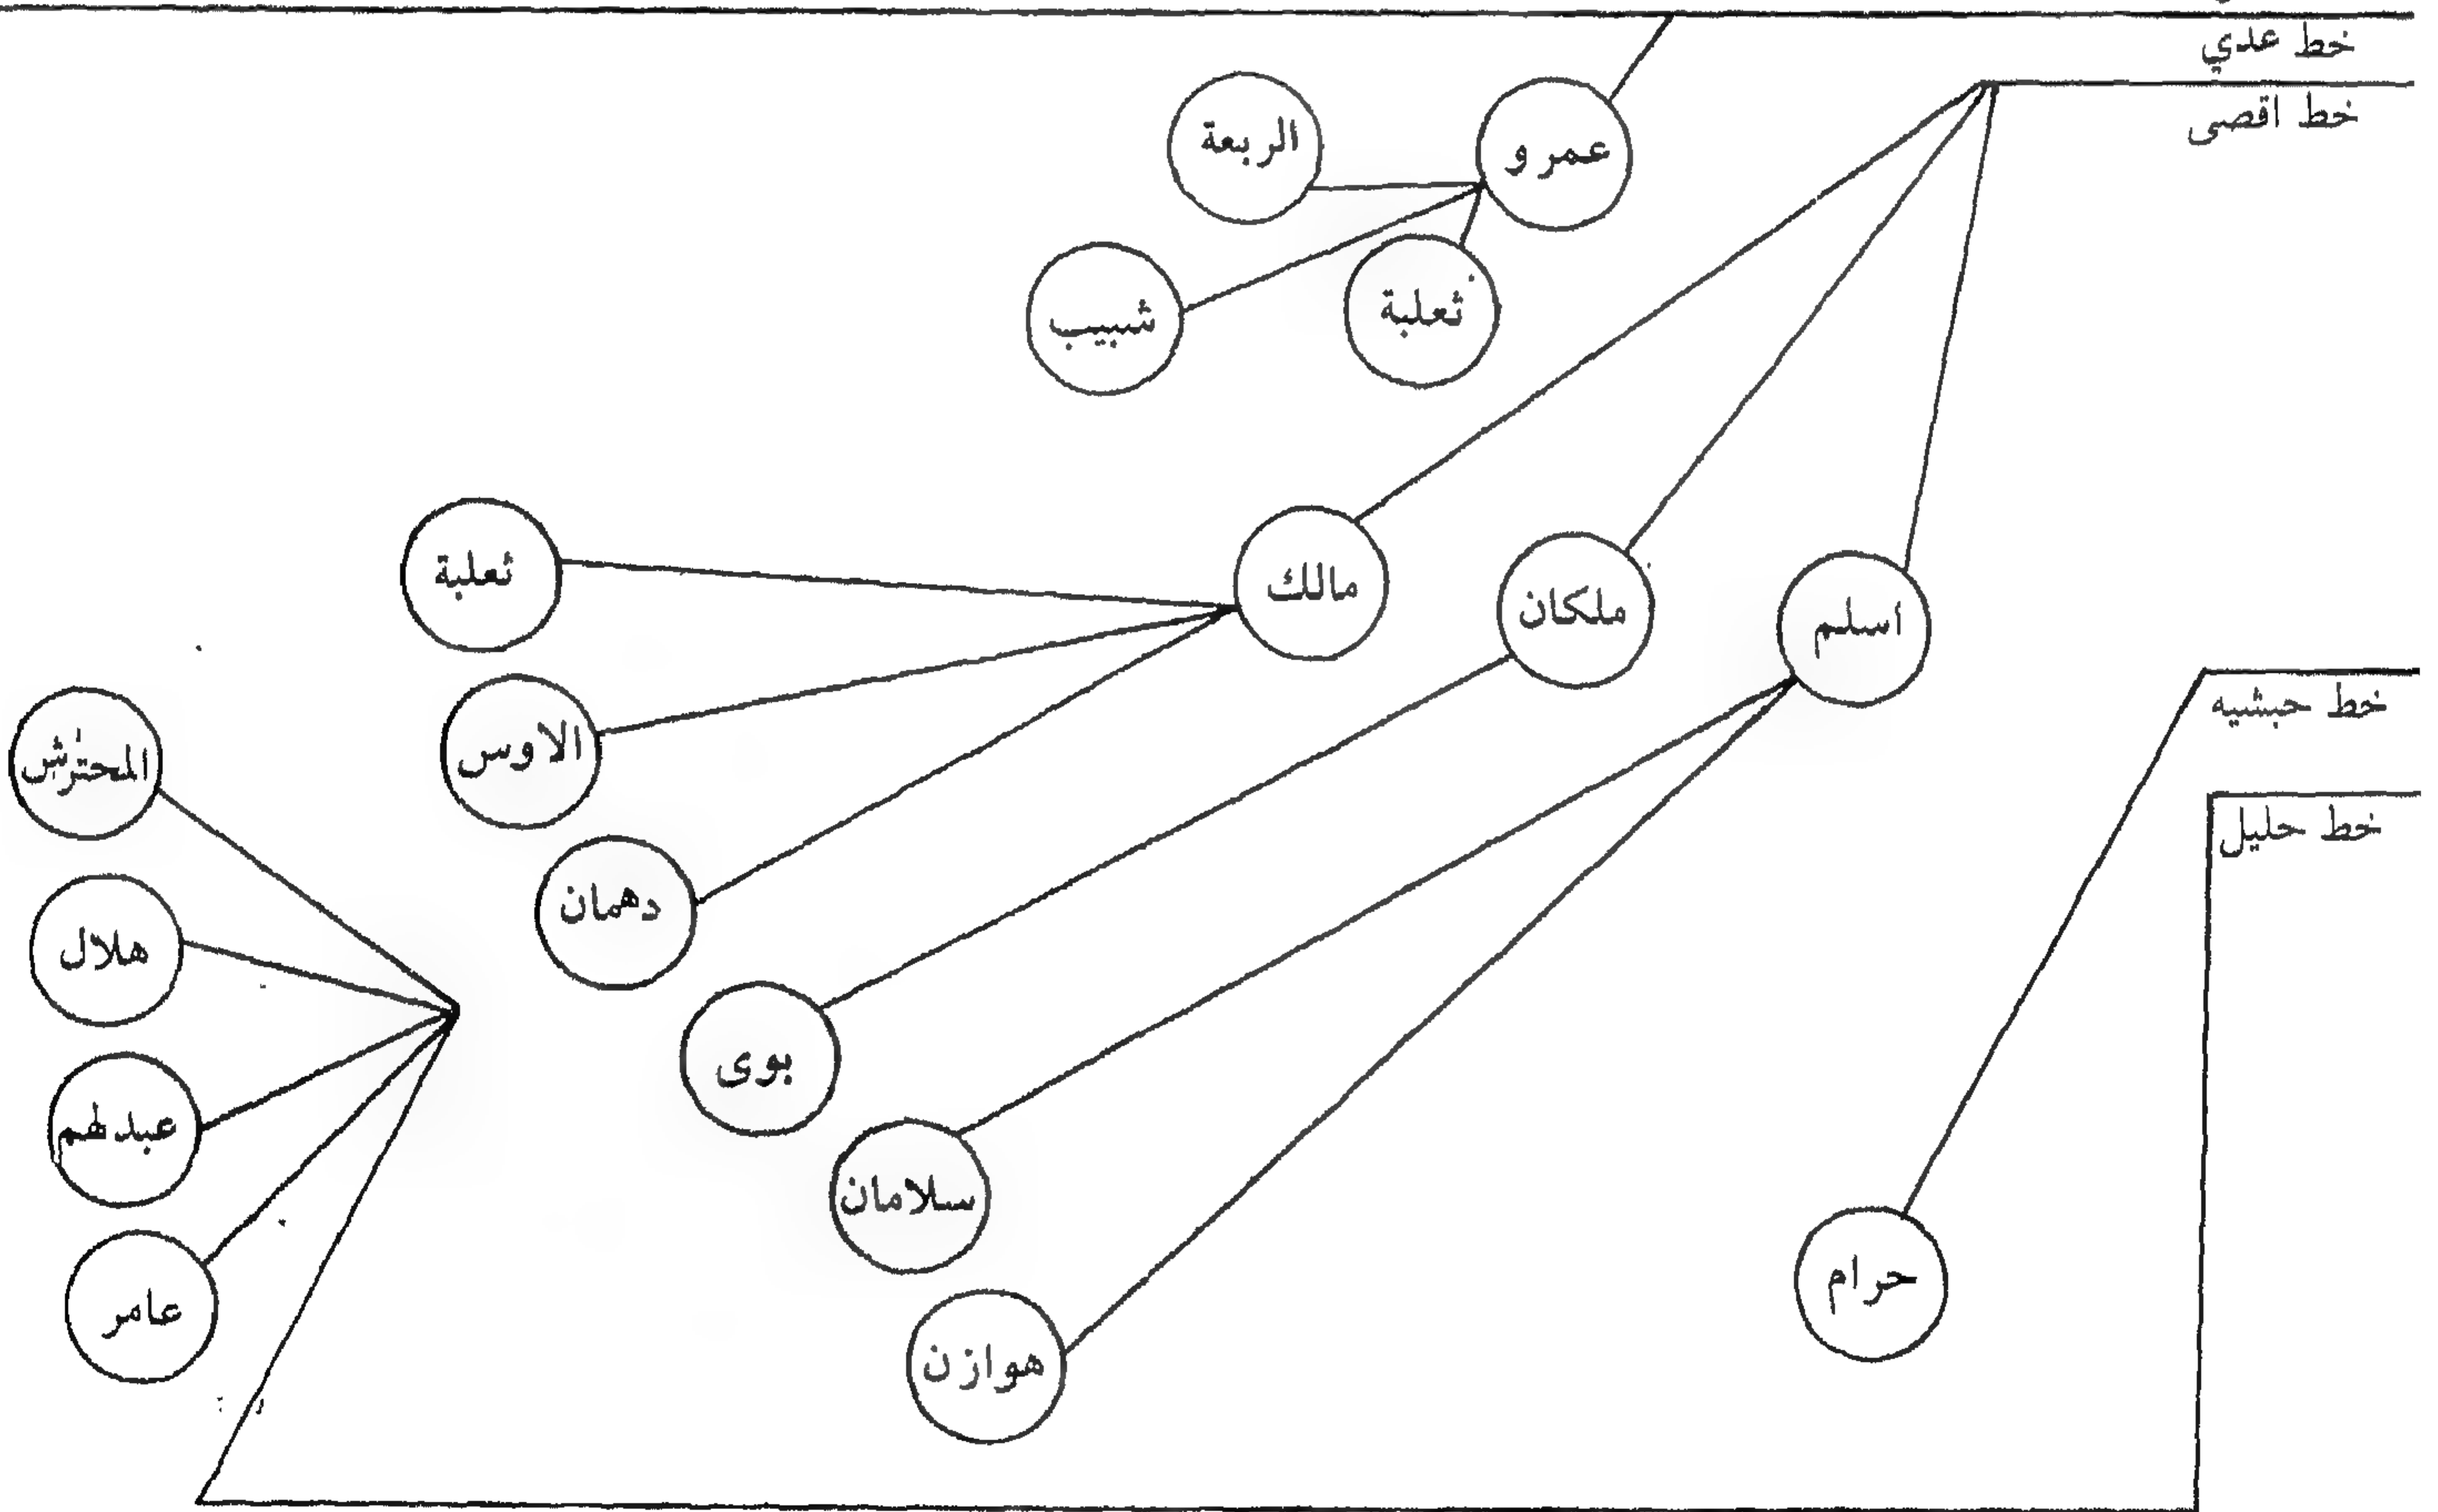 خط عدي
خط اقصى
الربعة
عمرو
ثعلبة
شبيب
ثعلبة
مالك
ملكان
اسلم
خط حبشيه
الاوس
المحترش
خط حليل
دهمان
هلال
بوى
عبدلهم
سلامان
حرام
عامر
هوازن